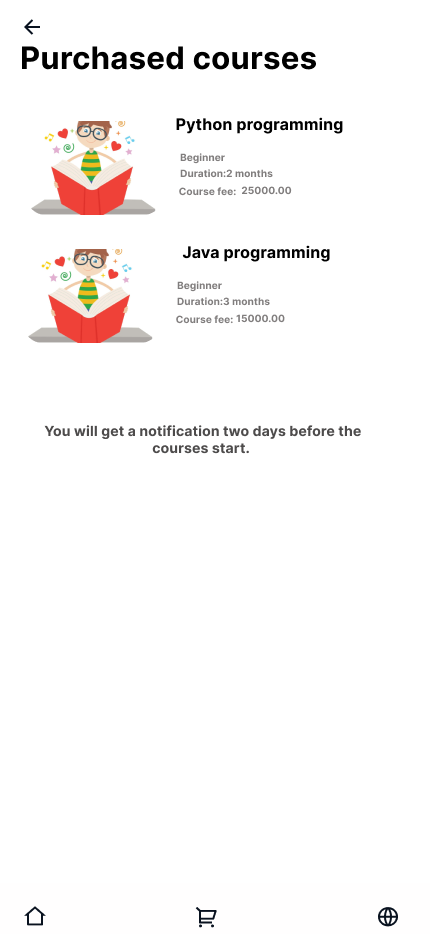 Purchased courses
Python programming
Beginner
Duration:2 months
Course fee: 25000.00
Java programming
Beginner
Duration:3 months
Course fee: 15000.00
You will get a notification two days before the
courses start.